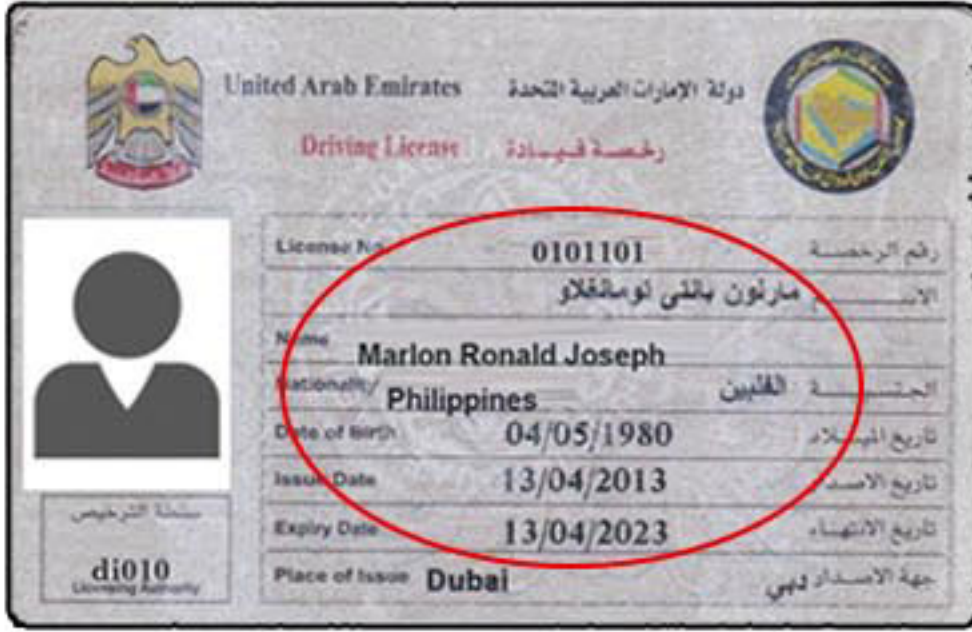 United Arab Emirates دولة الإمارات العربية المتحدة
Driving License رخصة قيادة
License No 0101101 رقم الرخصة
الاسم مارلون بانتي تومانغلاو
Name Marlon Ronald Joseph
Nationality/ Philippines الفلبين الجنسية
Date of Birth 04/05/1980 تاريخ الميلاد
Issue Date 13/04/2013 تاريخ الاصدار
Expiry Date 13/04/2023 تاريخ الانتهاء
Place of Issue Dubai دبي جهة الاصدار
سلطة الترخيص
di010
Licensing Authority